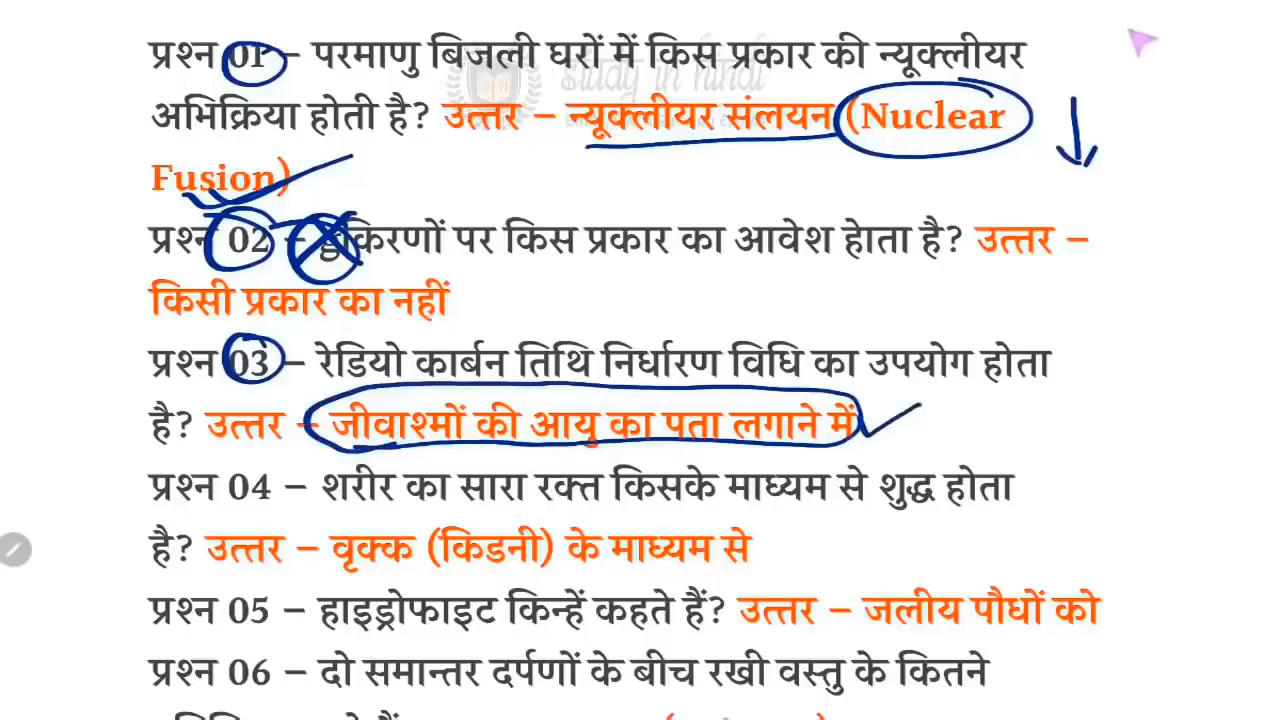 प्रश्न 01 – परमाणु बिजली घरों में किस प्रकार की न्यूक्लीयर
अभिक्रिया होती है? उत्तर – न्यूक्लीयर संलयन (Nuclear
Fusion)
प्रश्न 02 – किरणों पर किस प्रकार का आवेश हेाता है? उत्तर –
किसी प्रकार का नहीं
प्रश्न 03 – रेडियो कार्बन तिथि निर्धारण विधि का उपयोग होता
है? उत्तर – जीवाश्मों की आयु का पता लगाने में
प्रश्न 04 – शरीर का सारा रक्त किसके माध्यम से शुद्ध होता
है? उत्तर – वृक्क (किडनी) के माध्यम से
प्रश्न 05 – हाइड्रोफाइट किन्हें कहते हैं? उत्तर – जलीय पौधों को
प्रश्न 06 – दो समान्तर दर्पणों के बीच रखी वस्तु के कितने
study in hindi